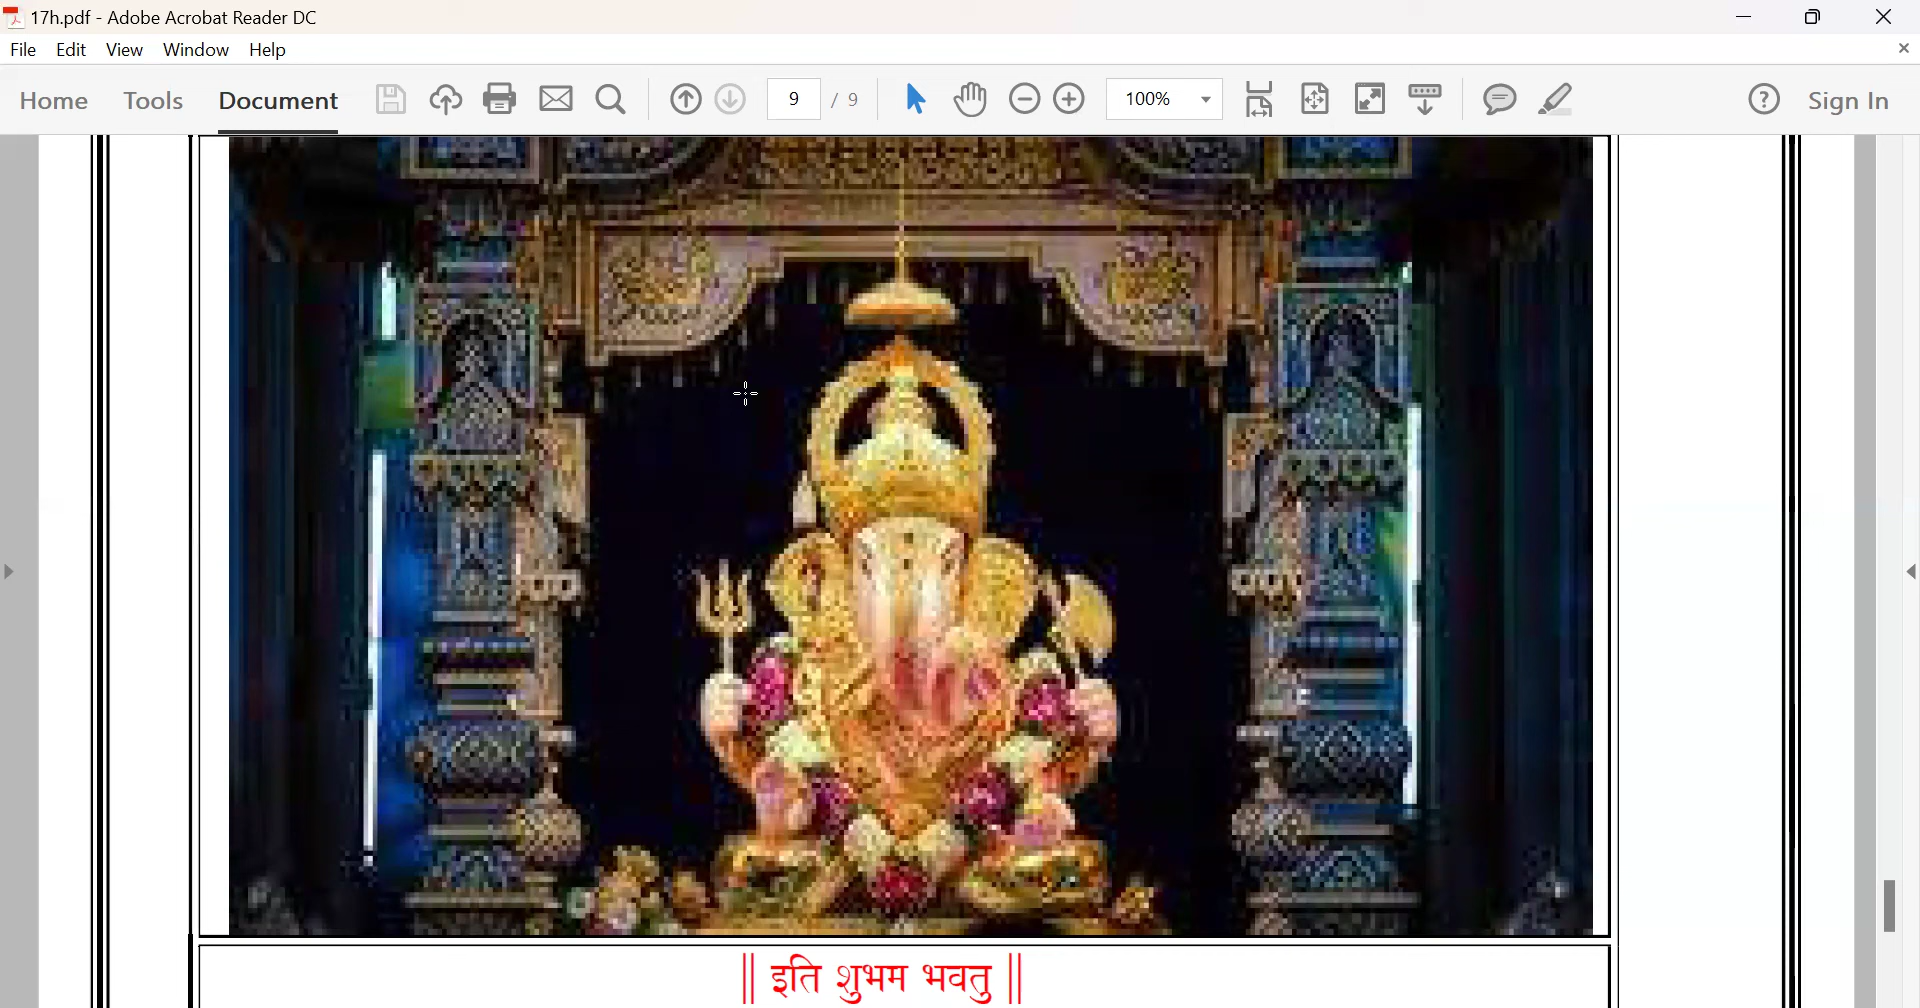 17h.pdf - Adobe Acrobat Reader DC
File Edit View Window Help
Home Tools Document 9 / 9 100% Sign In
|| इति शुभम भवतु ||